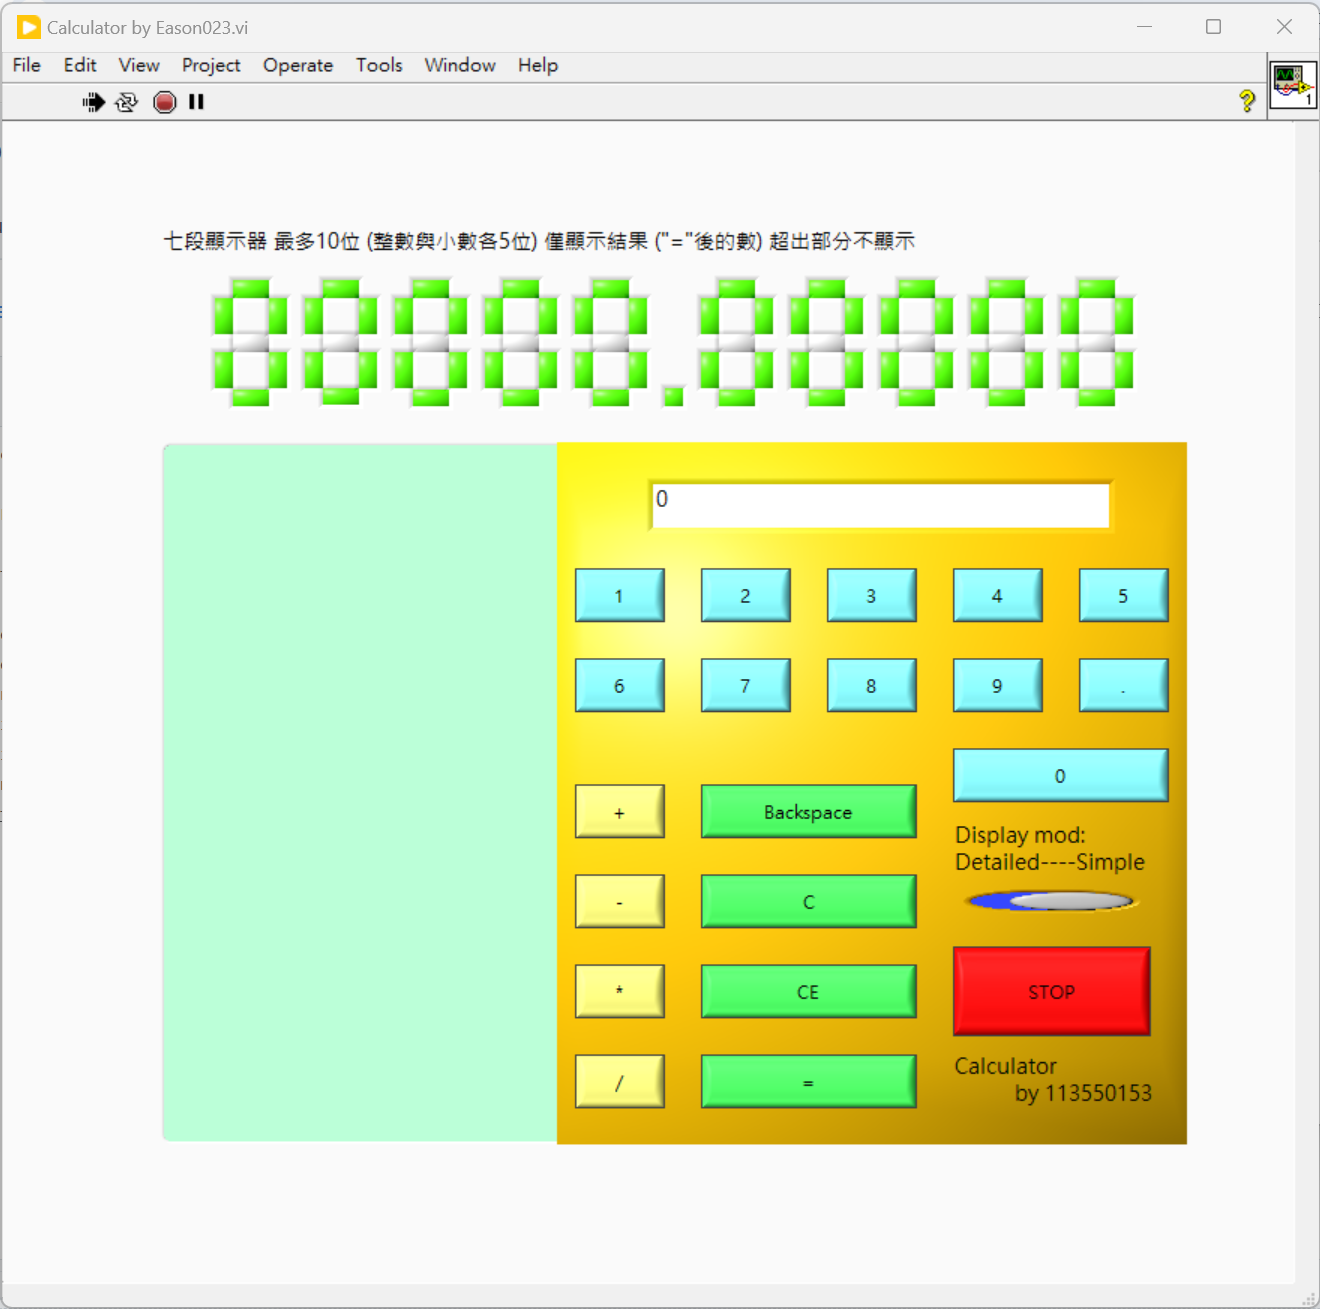 Calculator by Eason023.vi
File Edit View Project Operate Tools Window Help
1
七段顯示器 最多10位 (整數與小數各5位) 僅顯示結果 ("="後的數) 超出部分不顯示
00000.00000
0
1 2 3 4 5
6 7 8 9 .
0
+ Backspace
Display mod:
Detailed----Simple
- C
* CE
STOP
/ =
Calculator
by 113550153